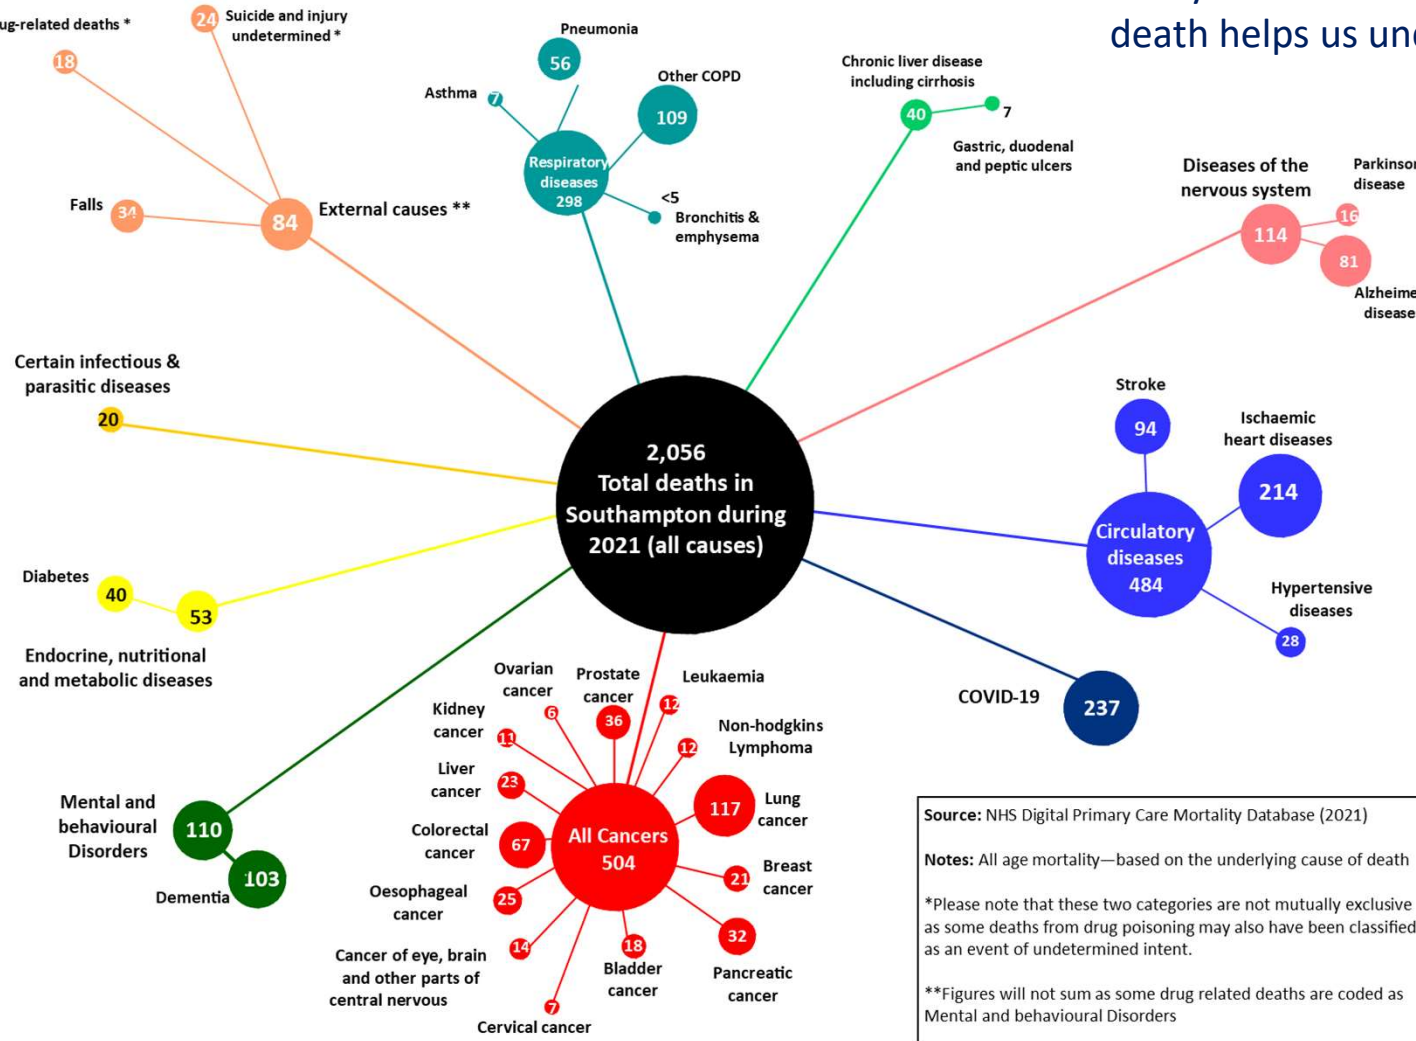 death helps us
Suicide and injury
undetermined *
24
deaths *
18
Falls
34
84
External causes **
Pneumonia
56
Asthma
7
Other COPD
109
Respiratory
diseases
298
<5
Bronchitis &
emphysema
Chronic liver disease
including cirrhosis
40
7
Gastric, duodenal
and peptic ulcers
Diseases of the
nervous system
114
disease
16
81
disease
Certain infectious &
parasitic diseases
20
2,056
Total deaths in
Southampton during
2021 (all causes)
Stroke
94
Ischaemic
heart diseases
214
Circulatory
diseases
484
Hypertensive
diseases
28
Diabetes
40
53
Endocrine, nutritional
and metabolic diseases
COVID-19
237
Mental and
behavioural
Disorders
110
103
Dementia
Ovarian
cancer
6
Prostate
cancer
36
Leukaemia
12
Kidney
cancer
11
Non-hodgkins
Lymphoma
12
Liver
cancer
23
117
Lung
cancer
Colorectal
cancer
67
All Cancers
504
Breast
cancer
21
Oesophageal
cancer
25
32
Pancreatic
cancer
Cancer of eye, brain
and other parts of
central nervous
14
18
Bladder
cancer
7
Cervical cancer
Source: NHS Digital Primary Care Mortality Database (2021)
Notes: All age mortality—based on the underlying cause of death
*Please note that these two categories are not mutually exclusive
as some deaths from drug poisoning may also have been classified
as an event of undetermined intent.
**Figures will not sum as some drug related deaths are coded as
Mental and behavioural Disorders